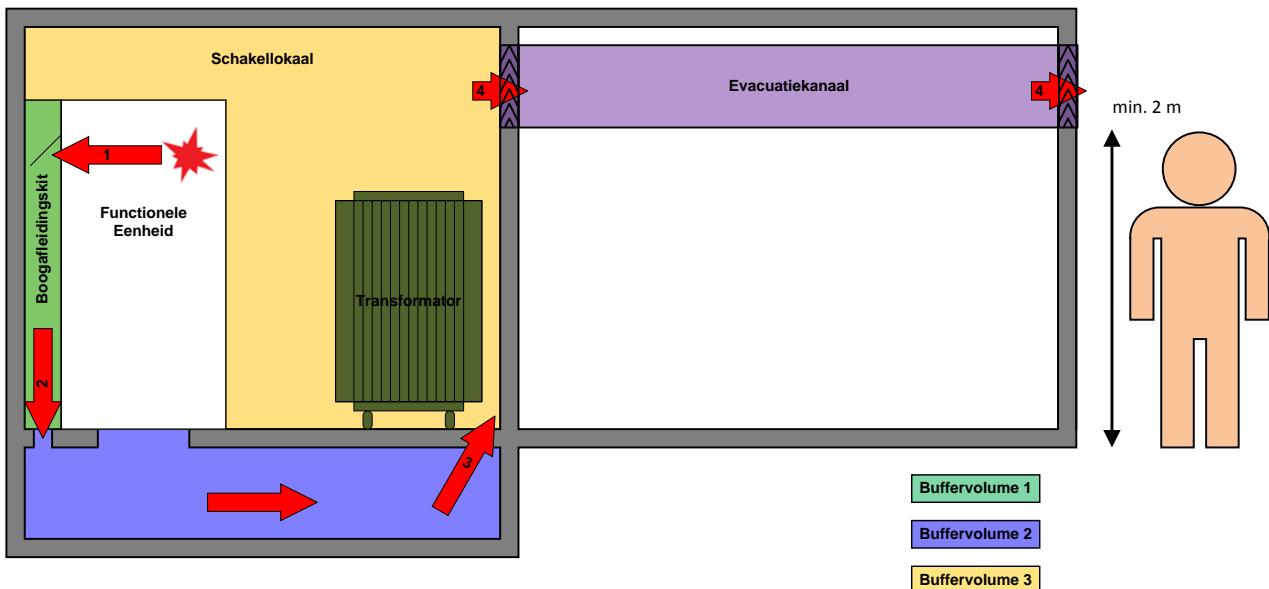 Schakellokaal
4
Evacuatiekanaal
4
min. 2 m
1
Boogafleidingskit
Functionele
Eenheid
Transformator
2
3
Buffervolume 1
Buffervolume 2
Buffervolume 3